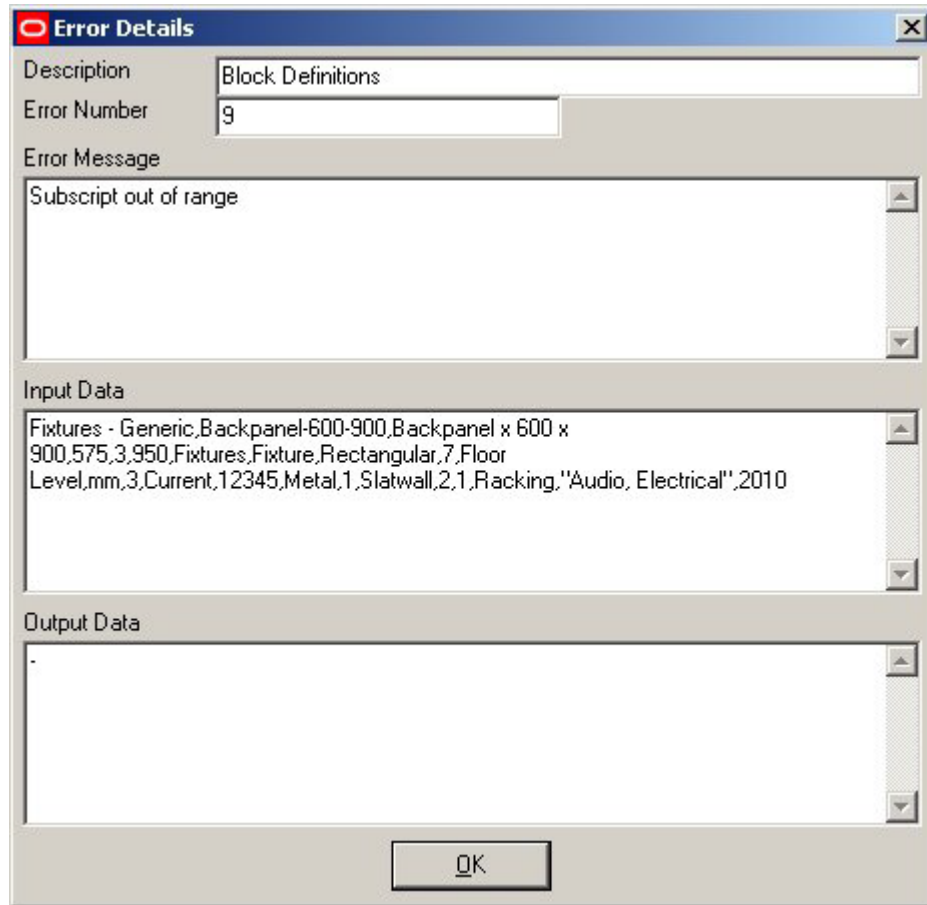 Error Details
Description
Block Definitions
Error Number
9
Error Message
Subscript out of range
Input Data
Fixtures - Generic,Backpanel-600-900,Backpanel x 600 x
900,575,3,950,Fixtures,Fixture,Rectangular,7,Floor
Level,mm,3,Current,12345,Metal,1,Slatwall,2,1,Racking,"Audio, Electrical",2010
Output Data
-
OK